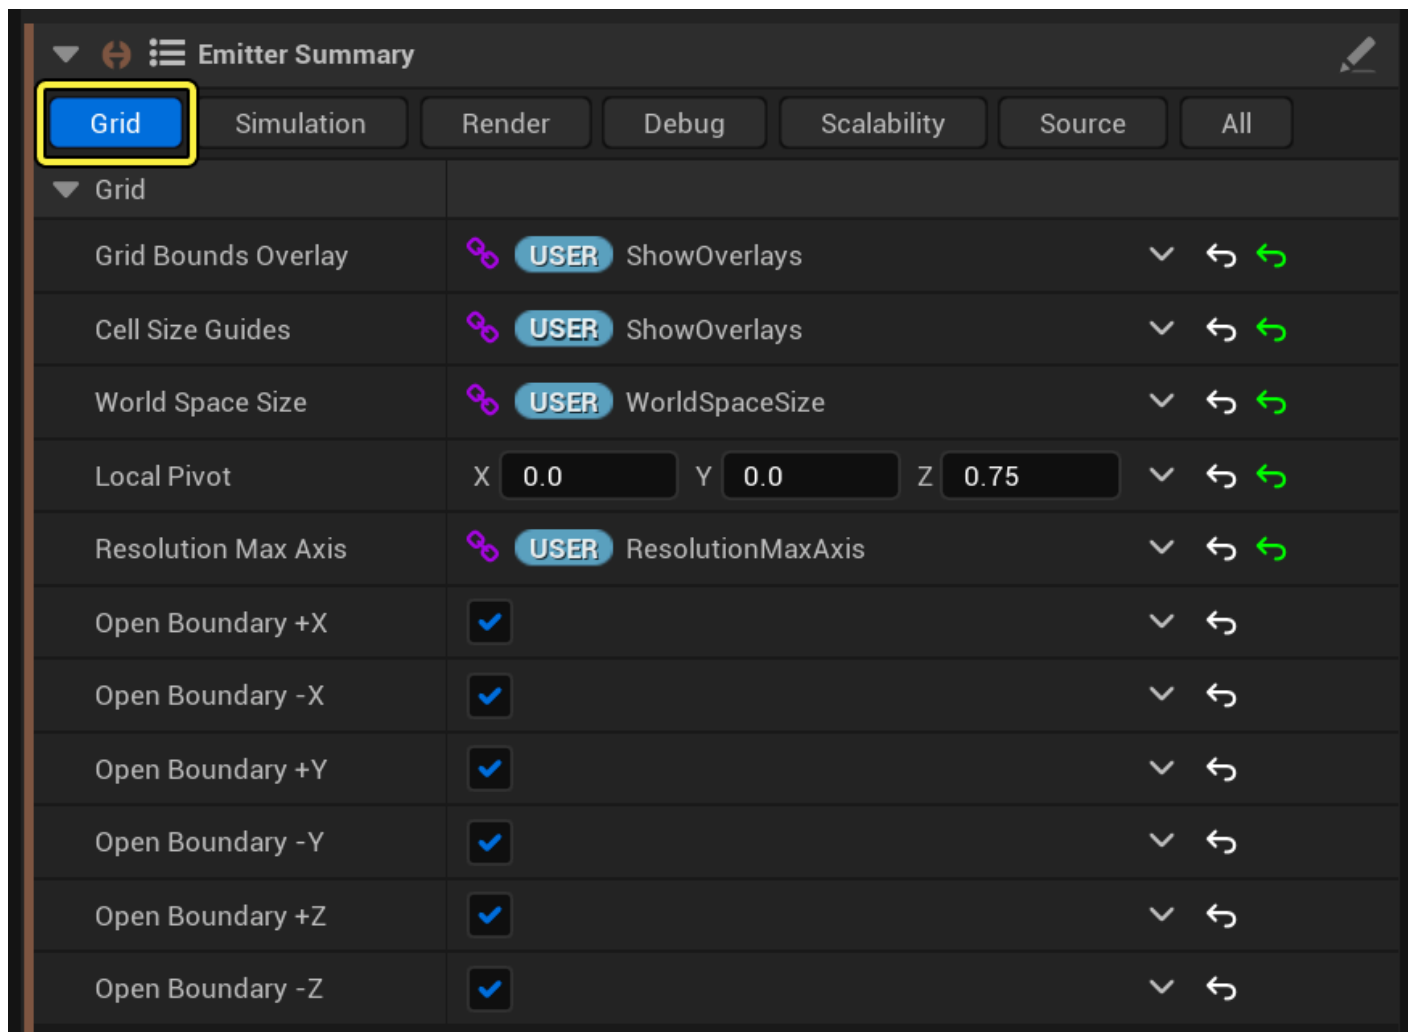 Emitter Summary
Grid Simulation Render Debug Scalability Source All
Grid
Grid Bounds Overlay USER ShowOverlays
Cell Size Guides USER ShowOverlays
World Space Size USER WorldSpaceSize
Local Pivot X 0.0 Y 0.0 Z 0.75
Resolution Max Axis USER ResolutionMaxAxis
Open Boundary +X
Open Boundary -X
Open Boundary +Y
Open Boundary -Y
Open Boundary +Z
Open Boundary -Z